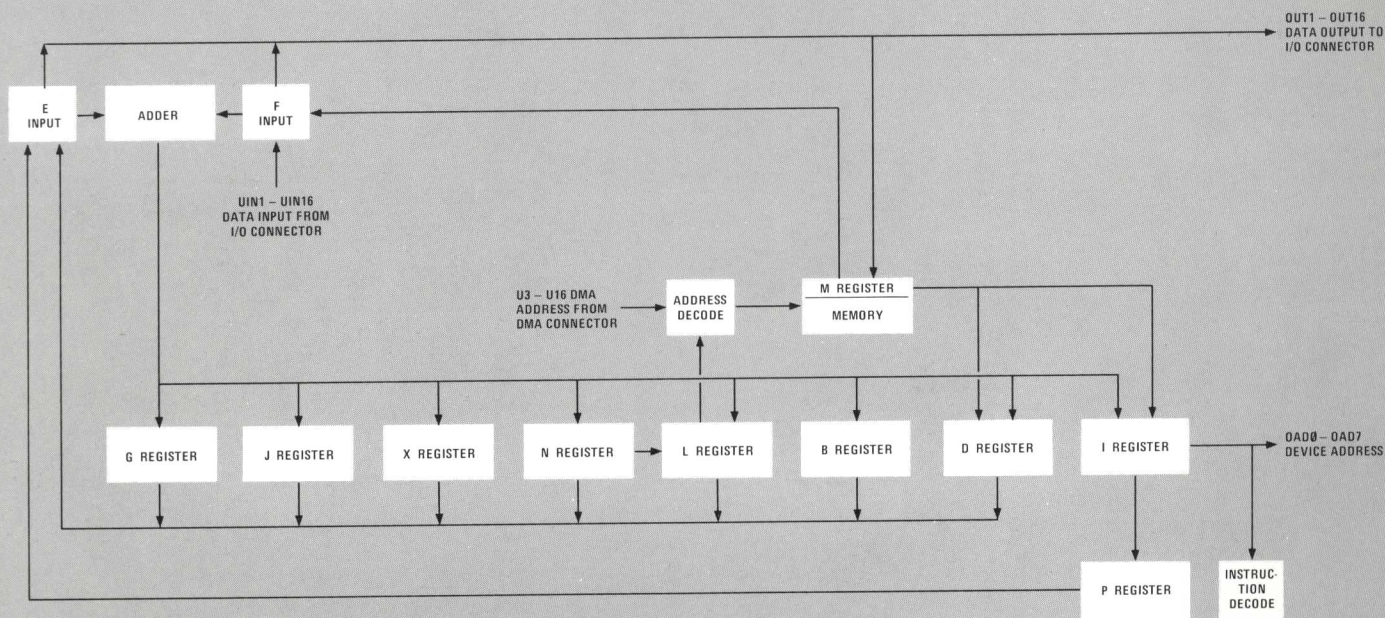 OUT1 – OUT16
DATA OUTPUT TO
I/O CONNECTOR
E
INPUT
ADDER
F
INPUT
UIN1 – UIN16
DATA INPUT FROM
I/O CONNECTOR
U3 – U16 DMA
ADDRESS FROM
DMA CONNECTOR
ADDRESS
DECODE
M REGISTER
MEMORY
G REGISTER
J REGISTER
X REGISTER
N REGISTER
L REGISTER
B REGISTER
D REGISTER
I REGISTER
OADØ – OAD7
DEVICE ADDRESS
P REGISTER
INSTRUC-
TION
DECODE